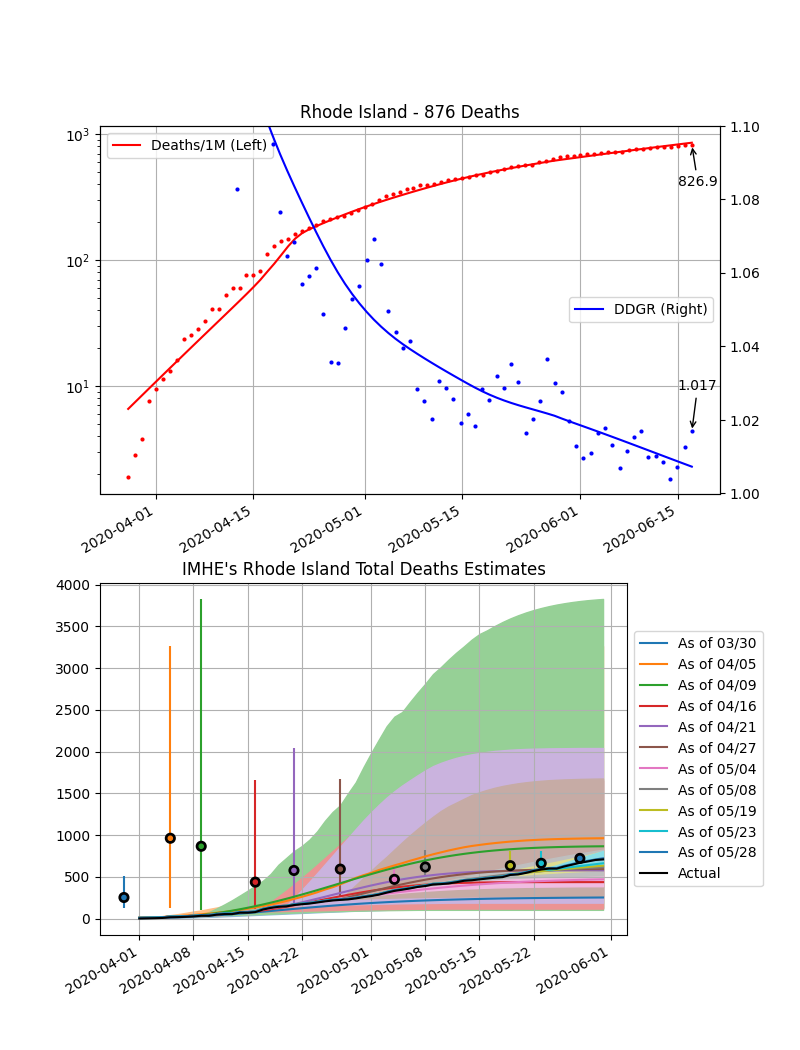 Rhode Island - 876 Deaths
10³
10²
10¹
Deaths/1M (Left)
DDGR (Right)
826.9
1.017
1.10
1.08
1.06
1.04
1.02
1.00
2020-04-01
2020-04-15
2020-05-01
2020-05-15
2020-06-01
2020-06-15
IMHE's Rhode Island Total Deaths Estimates
4000
3500
3000
2500
2000
1500
1000
500
0
2020-04-01
2020-04-08
2020-04-15
2020-04-22
2020-05-01
2020-05-08
2020-05-15
2020-05-22
2020-06-01
As of 03/30
As of 04/05
As of 04/09
As of 04/16
As of 04/21
As of 04/27
As of 05/04
As of 05/08
As of 05/19
As of 05/23
As of 05/28
Actual